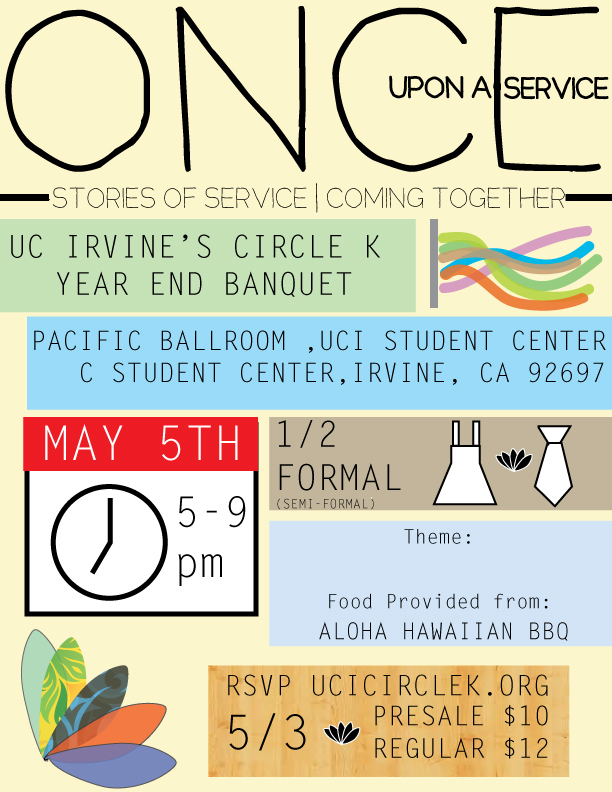 ONCE
UPON A SERVICE
STORIES OF SERVICE | COMING TOGETHER
UC IRVINE'S CIRCLE K
YEAR END BANQUET
PACIFIC BALLROOM ,UCI STUDENT CENTER
C STUDENT CENTER,IRVINE, CA 92697
MAY 5TH
5-9
pm
1/2
FORMAL
(SEMI-FORMAL)
Theme:
Food Provided from:
ALOHA HAWAIIAN BBQ
RSVP UCICIRCLEK.ORG
5/3
PRESALE $10
REGULAR $12